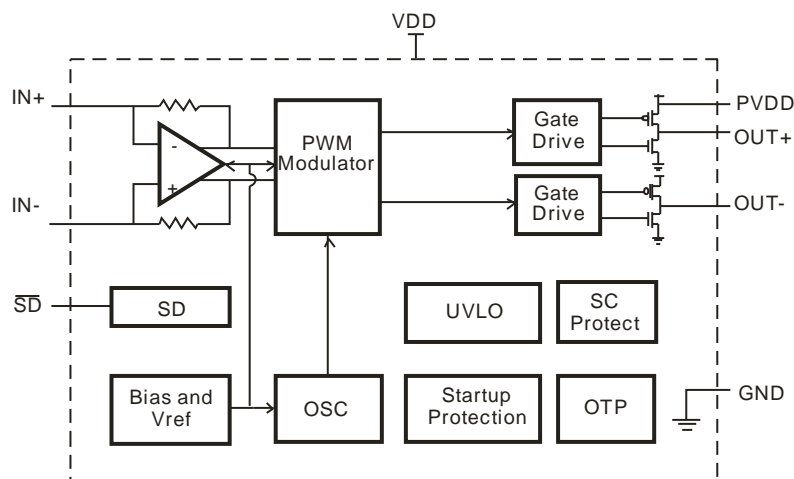 VDD
IN+
PVDD
PWM
Modulator
Gate
Drive
OUT+
-
+
IN-
Gate
Drive
OUT-
SD
SD
UVLO
SC
Protect
Bias and
Vref
OSC
Startup
Protection
OTP
GND